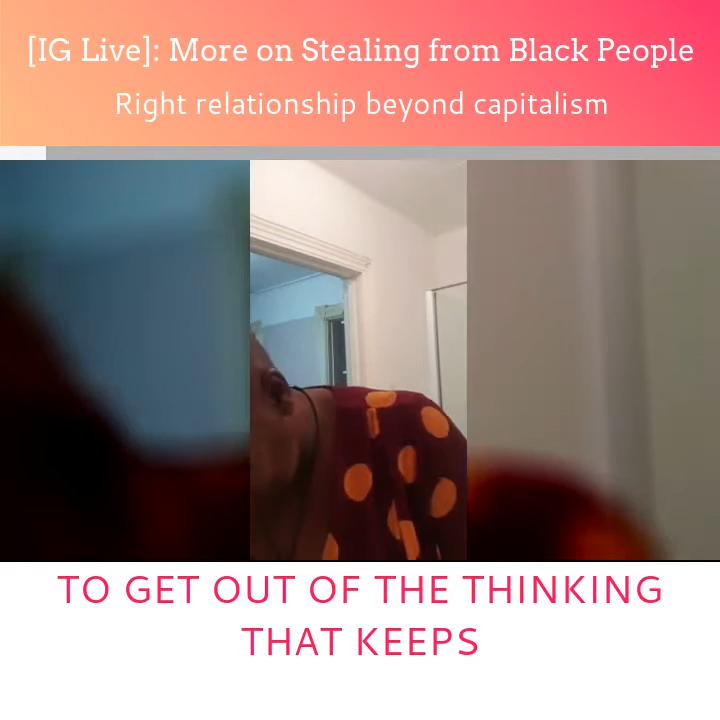 [IG Live]: More on Stealing from Black People
Right relationship beyond capitalism
TO GET OUT OF THE THINKING
THAT KEEPS